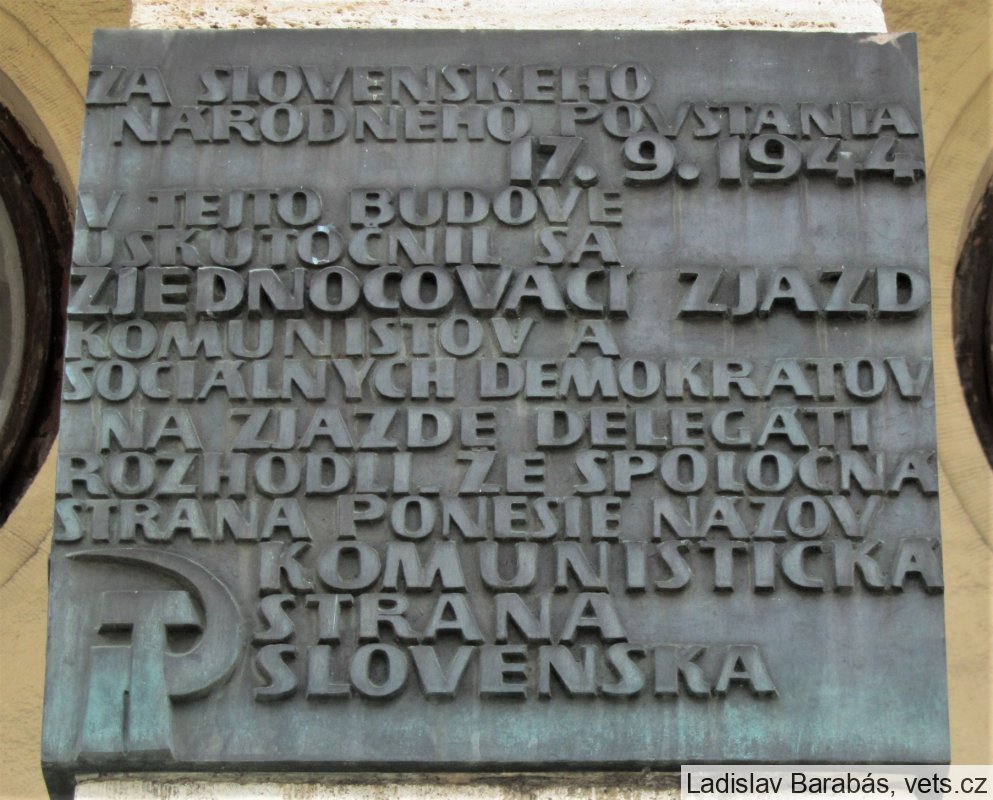 ZA SLOVENSKÉHO
NÁRODNÉHO POVSTANIA
17. 9. 1944
V TEJTO BUDOVE
USKUTOČNIL SA
ZJEDNOCOVACÍ ZJAZD
KOMUNISTOV A
SOCIÁLNYCH DEMOKRATOV
NA ZJAZDE DELEGÁTI
ROZHODLI, ŽE SPOLOČNÁ
STRANA PONESIE NÁZOV
KOMUNISTICKÁ
STRANA
SLOVENSKA
Ladislav Barabás, vets.cz